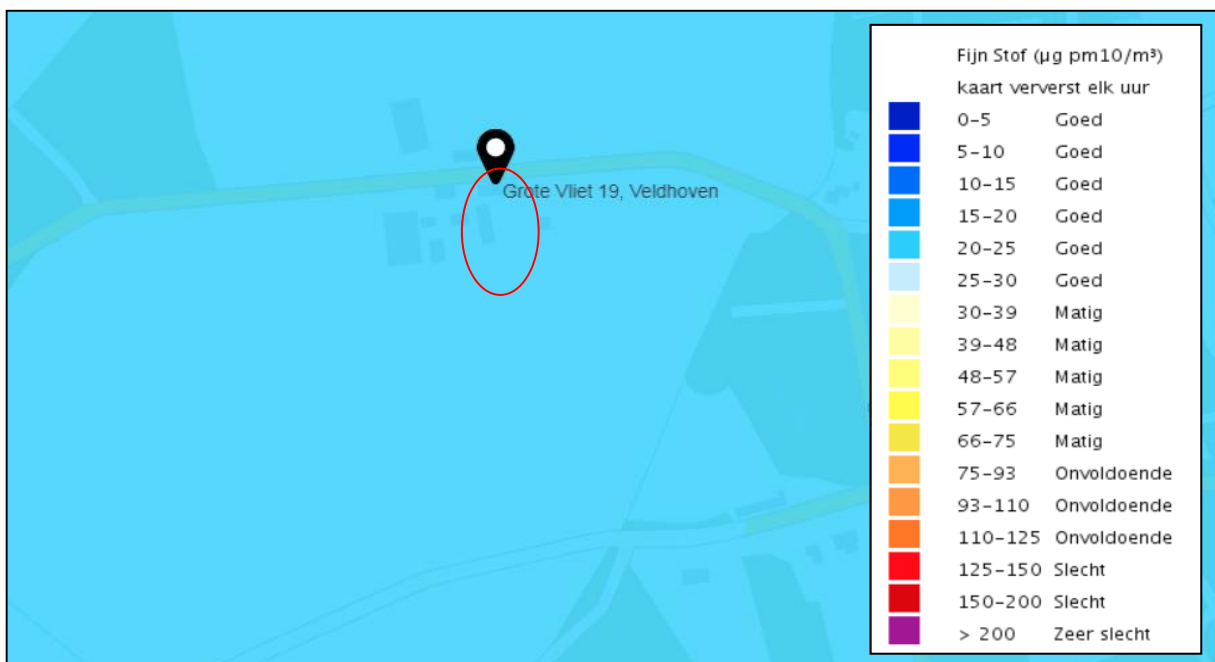 Grote Vliet 19, Veldhoven
Fijn Stof (µg pm10/m³)
kaart ververst elk uur
0-5 Goed
5-10 Goed
10-15 Goed
15-20 Goed
20-25 Goed
25-30 Goed
30-39 Matig
39-48 Matig
48-57 Matig
57-66 Matig
66-75 Matig
75-93 Onvoldoende
93-110 Onvoldoende
110-125 Onvoldoende
125-150 Slecht
150-200 Slecht
> 200 Zeer slecht